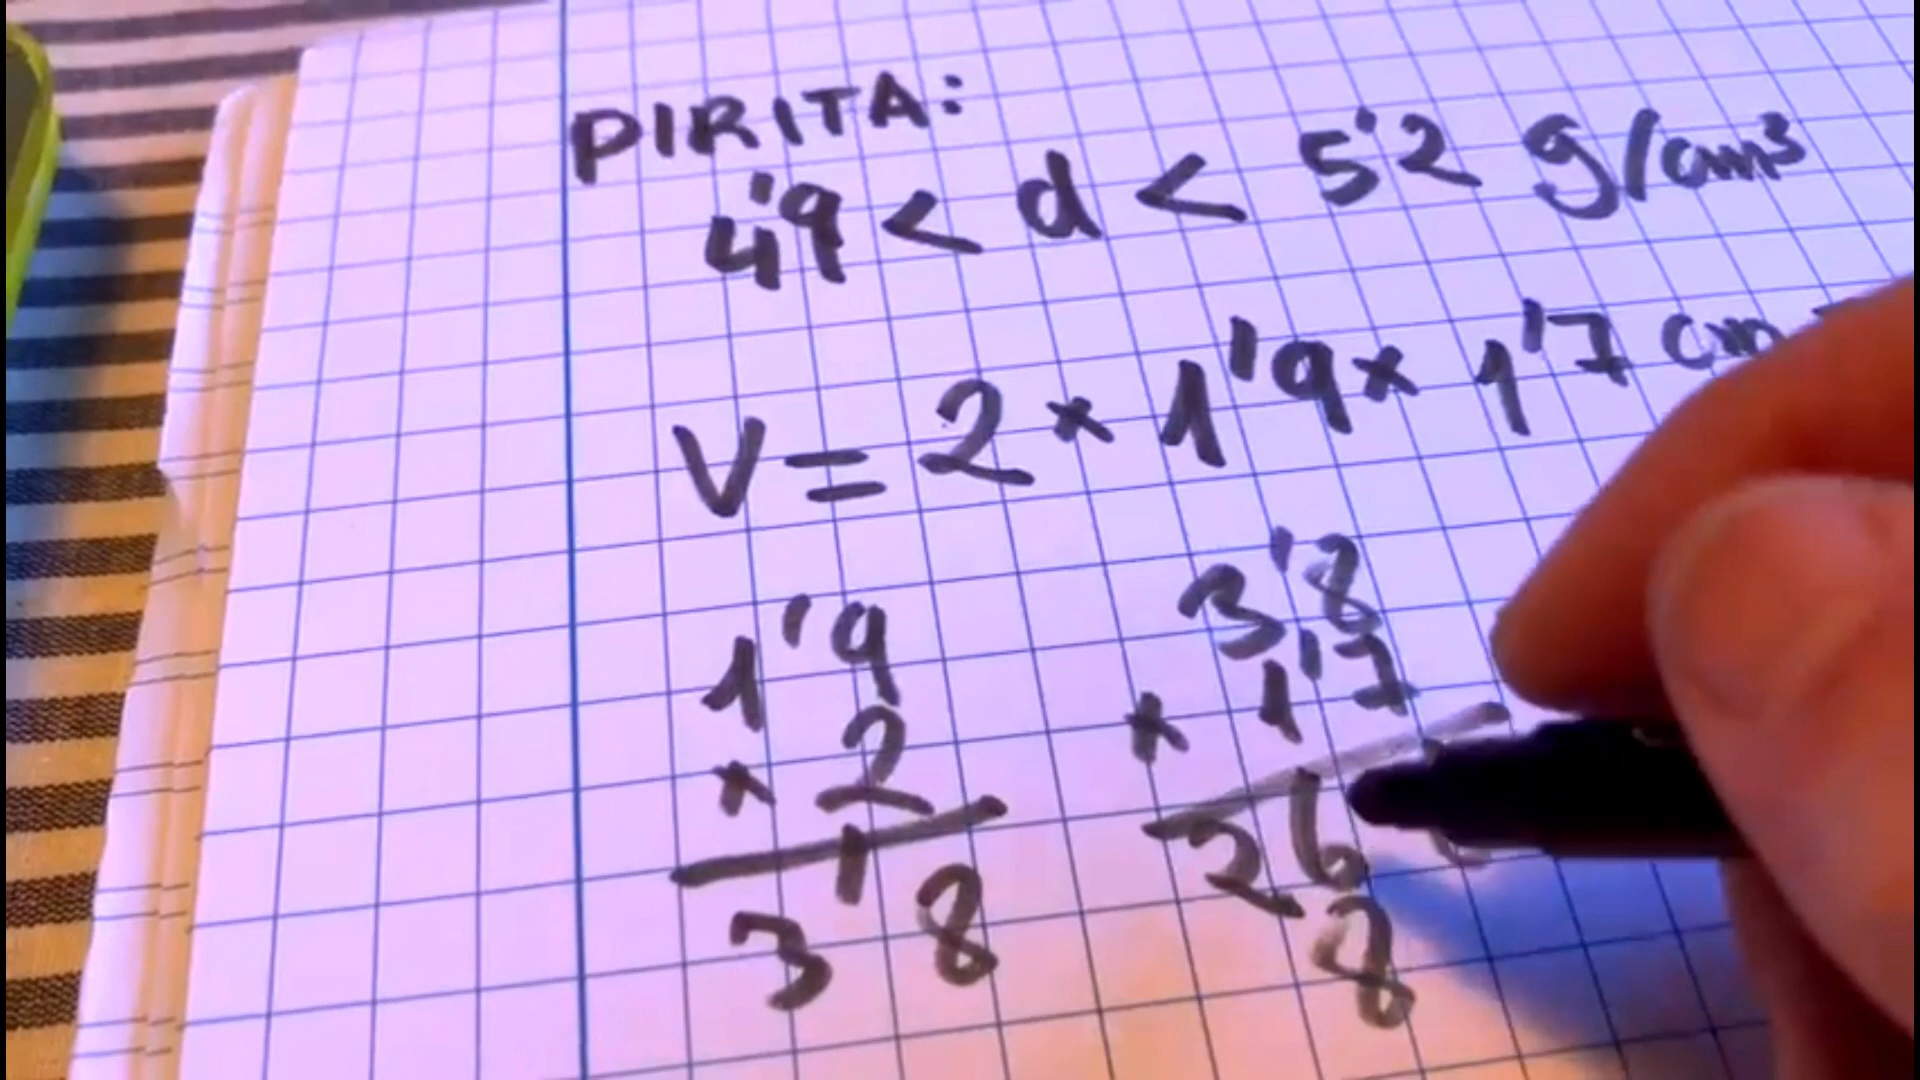 PIRITA:
4'9 < d < 5'2 g/cm³
V = 2 × 1'9 × 1'7 cm
1'9
× 2
3'8
3'8
× 1'7
26
8